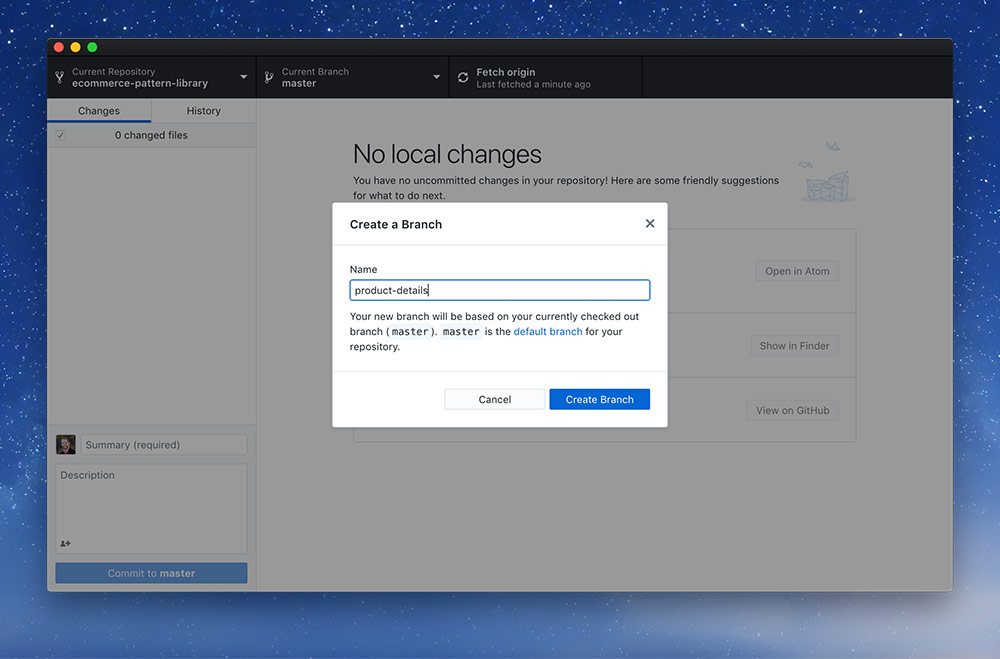 Current Repository
ecommerce-pattern-library
Current Branch
master
Fetch origin
Last fetched a minute ago
Changes
History
0 changed files
No local changes
You have no uncommitted changes in your repository! Here are some friendly suggestions
for what to do next.
Create a Branch
Name
product-details
Your new branch will be based on your currently checked out
branch (master). master is the default branch for your
repository.
Cancel
Create Branch
Open in Atom
Show in Finder
View on GitHub
Summary (required)
Description
Commit to master